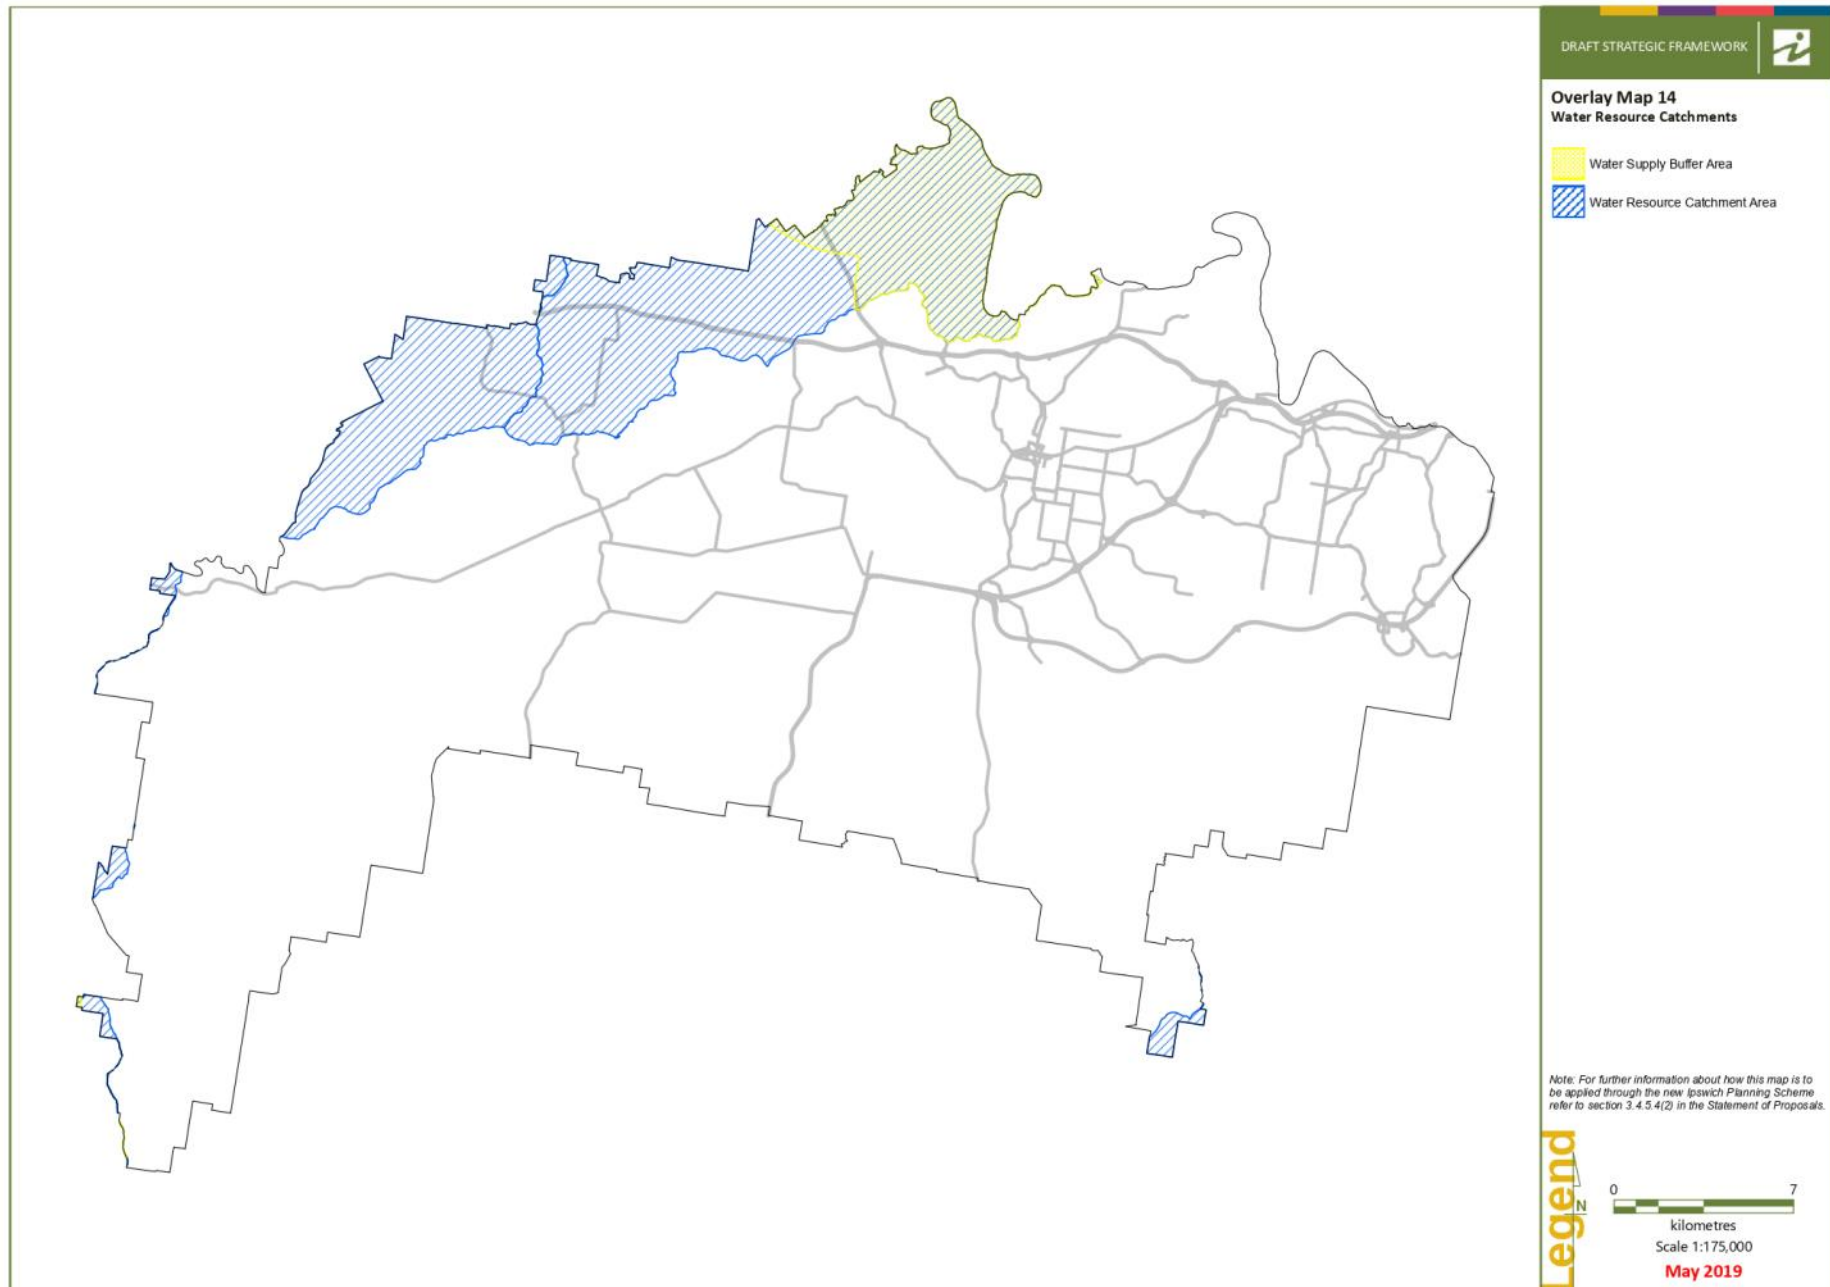 DRAFT STRATEGIC FRAMEWORK
Overlay Map 14
Water Resource Catchments
Water Supply Buffer Area
Water Resource Catchment Area
Note: For further information about how this map is to
be applied through the new Ipswich Planning Scheme
refer to section 3.4.5.4(2) in the Statement of Proposals.
Legend
N
0 7
kilometres
Scale 1:175,000
May 2019